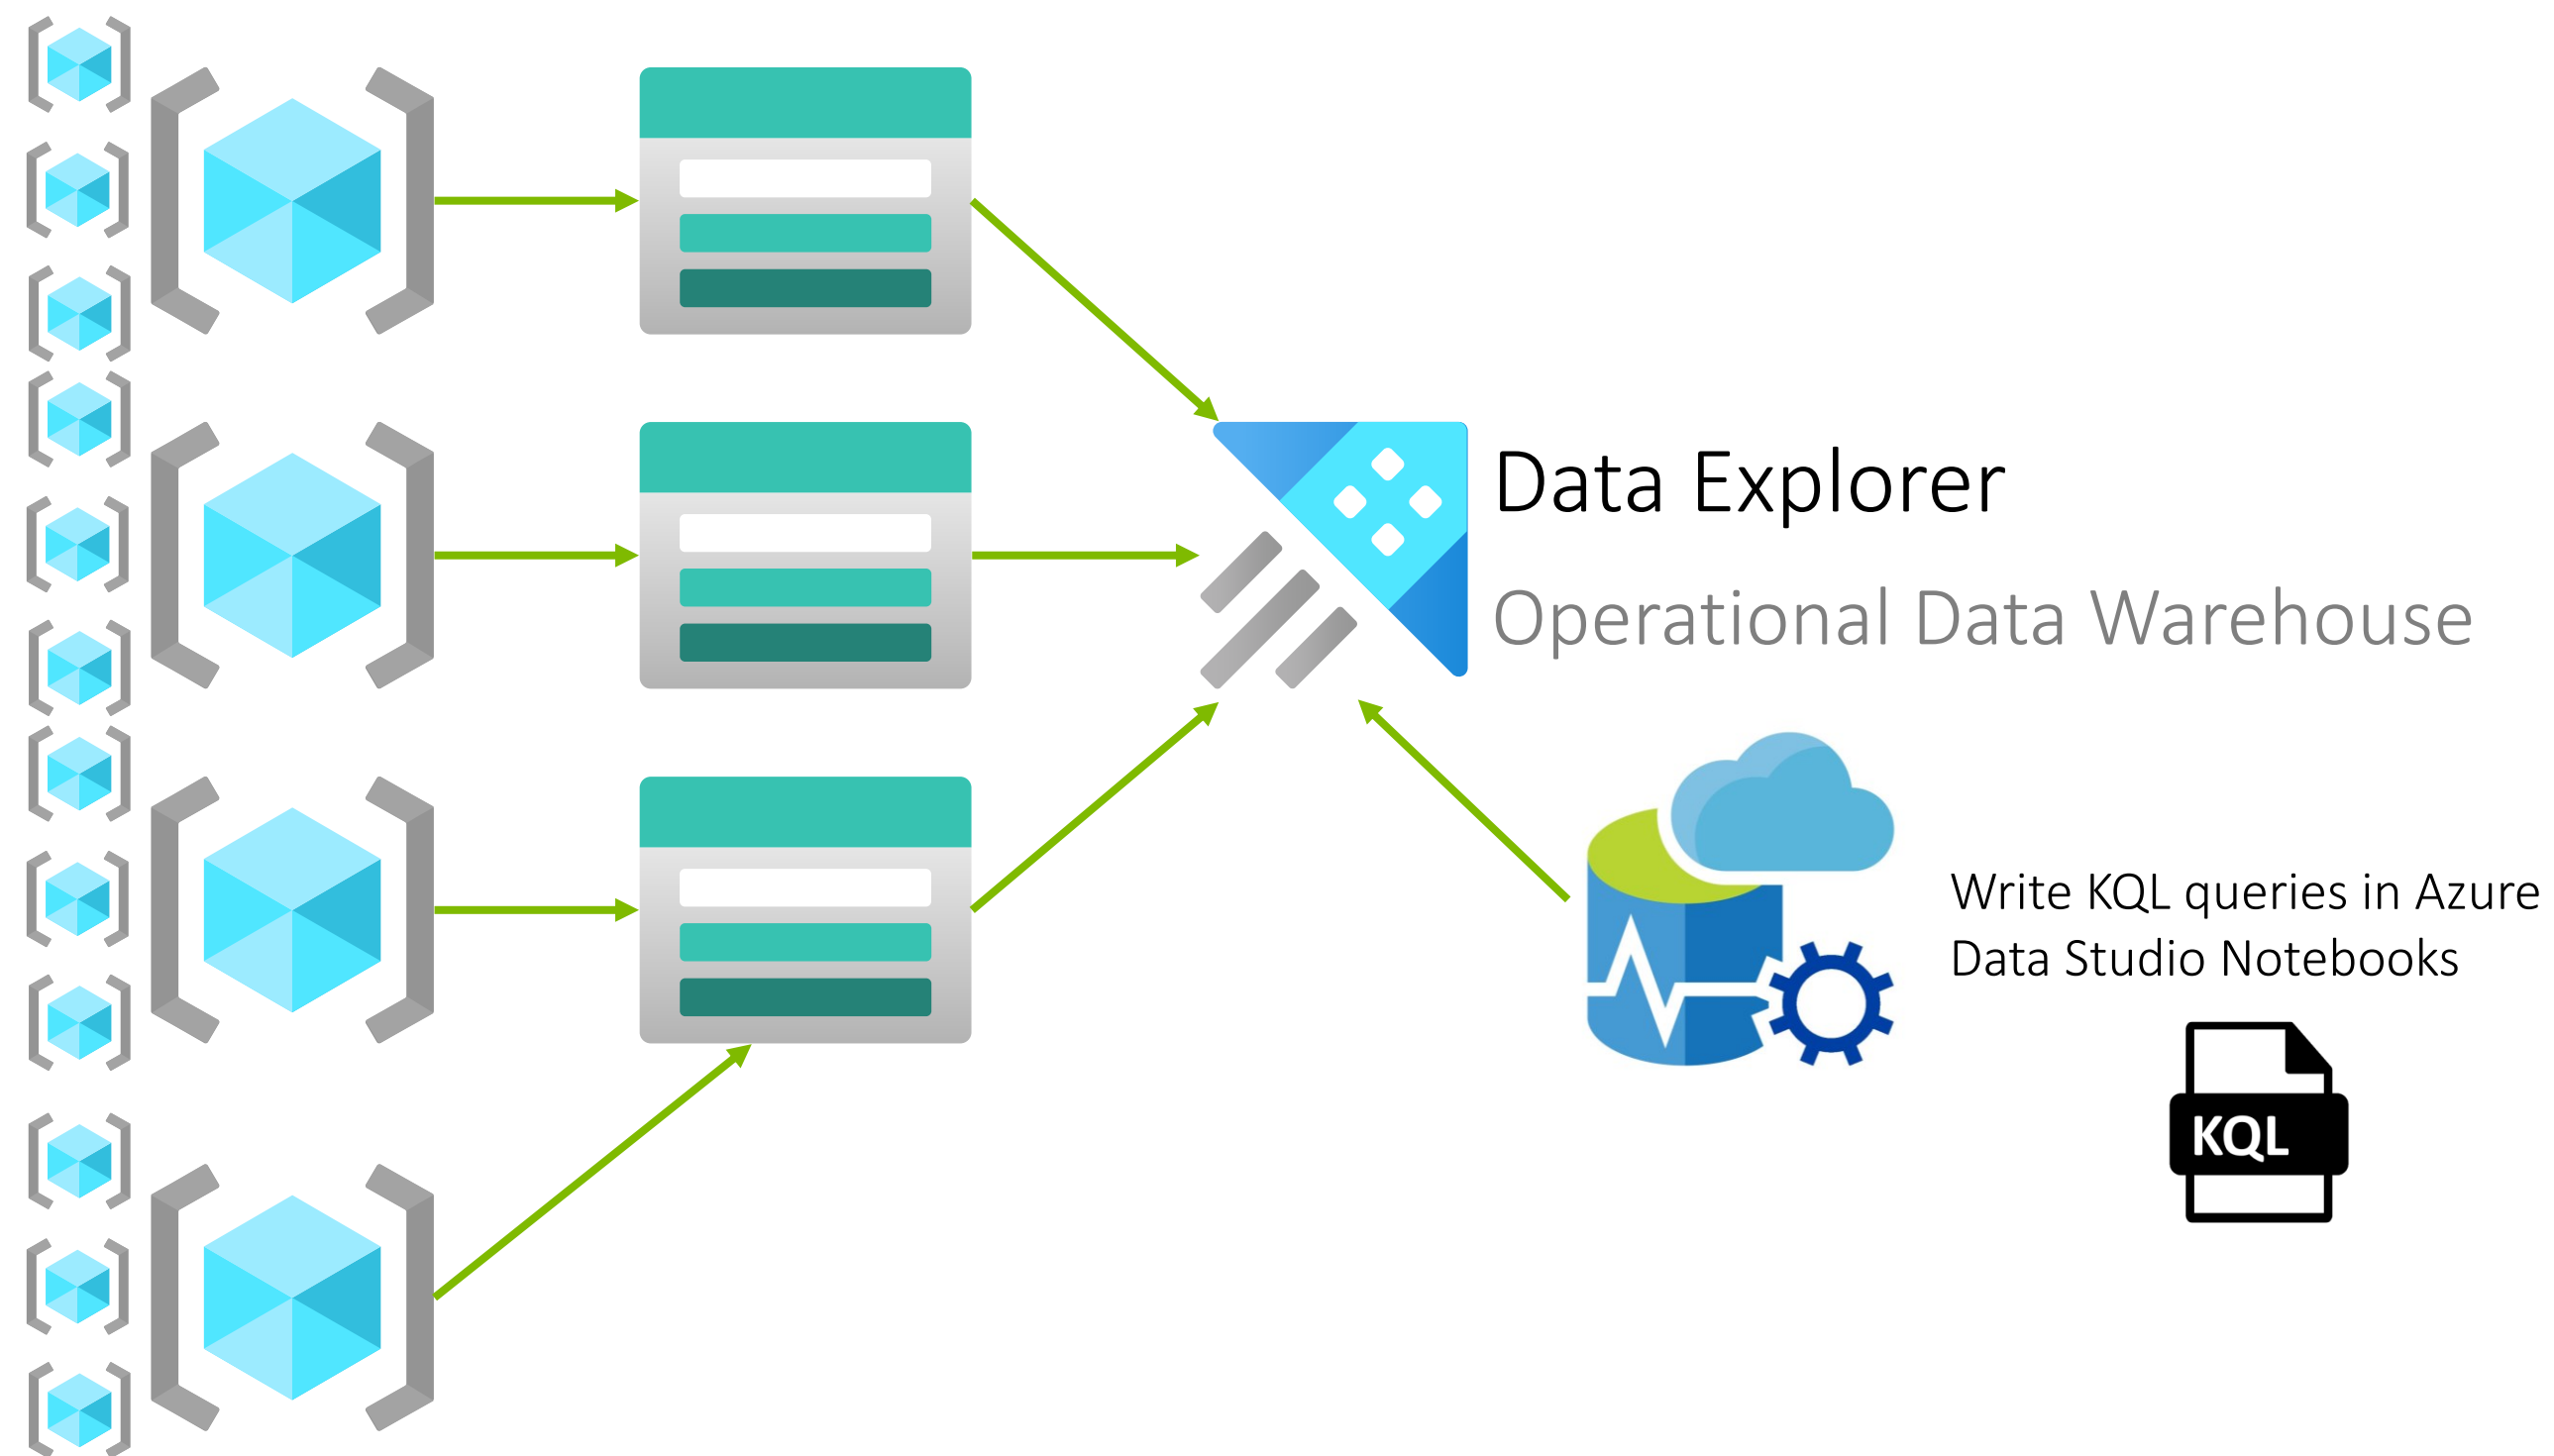 Data Explorer
Operational Data Warehouse
Write KQL queries in Azure
Data Studio Notebooks
KQL